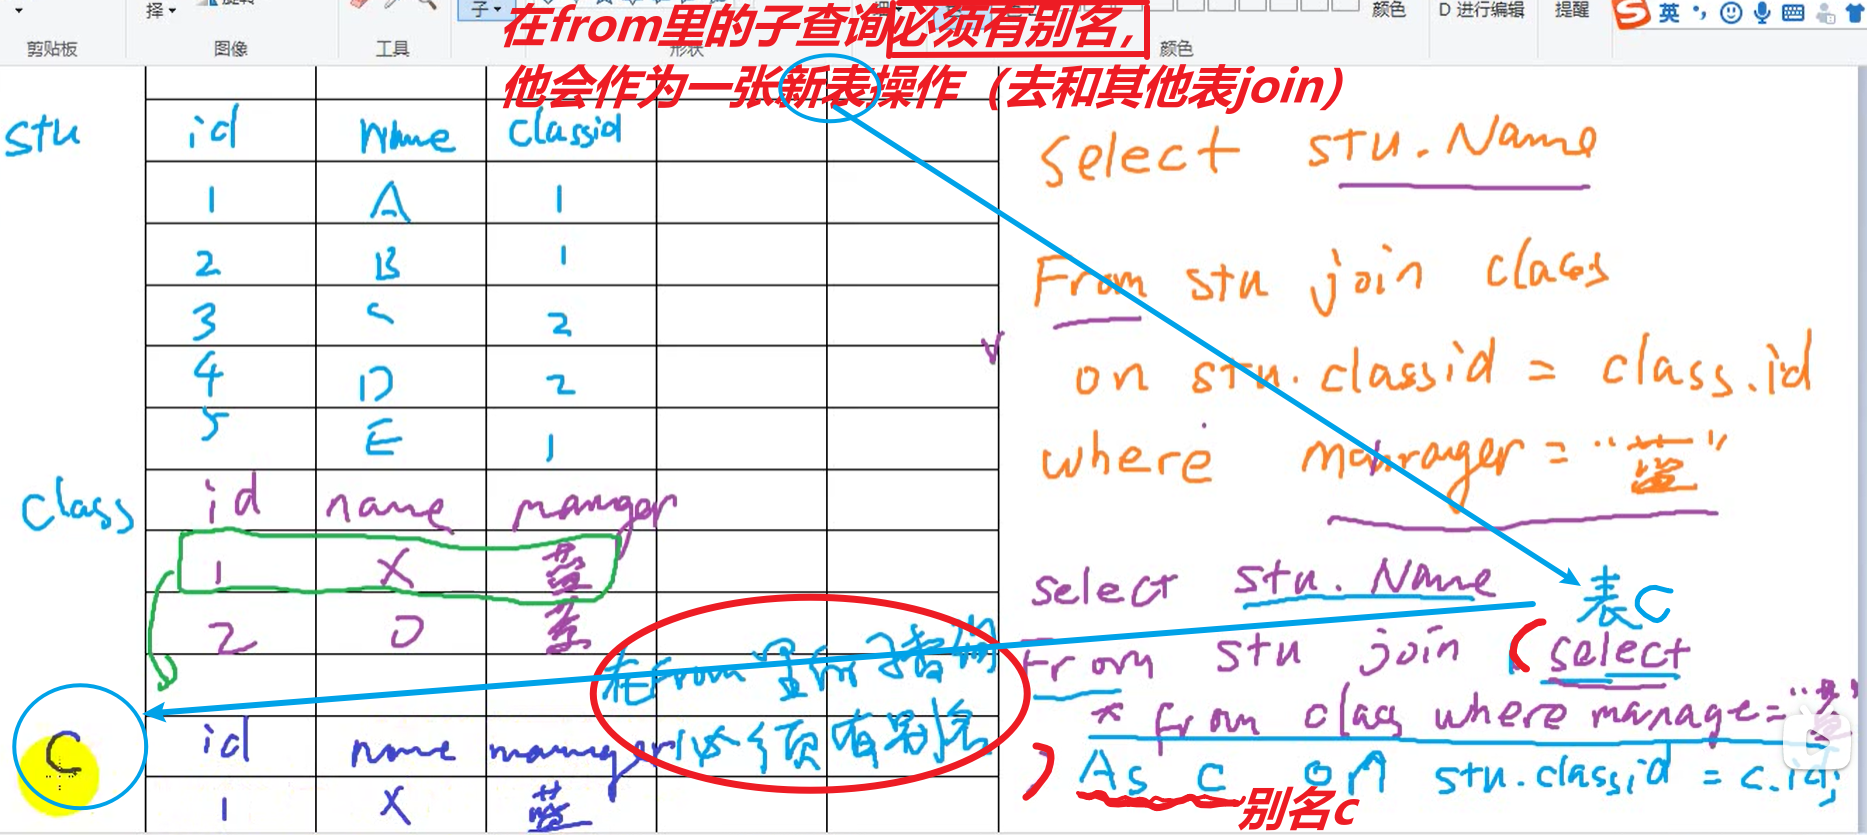 择
子
剪贴板
图像
工具
形状
颜色
颜色
D 进行编辑
提醒
英
在from里的子查询必须有别名,
他会作为一张新表操作（去和其他表join）
stu id Name classid
1 A 1
2 B 1
3 C 2
4 D 2
5 E 1
class id name manager
1 X 蓝
2 O
在from里的子查询
必须有别名
C id name manager
1 X 蓝
select stu.Name
From stu join class
on stu.classid = class.id
where manager = "蓝"
select stu.Name
表C
From stu join (select
* from class where manage="蓝"
) As C on stu.classid = c.id;
别名c